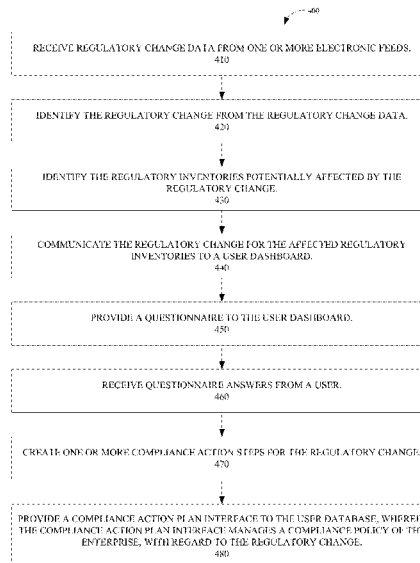 400
RECEIVE REGULATORY CHANGE DATA FROM ONE OR MORE ELECTRONIC FEEDS.
410
IDENTIFY THE REGULATORY CHANGE FROM THE REGULATORY CHANGE DATA.
420
IDENTIFY THE REGULATORY INVENTORIES POTENTIALLY AFFECTED BY THE
REGULATORY CHANGE.
430
COMMUNICATE THE REGULATORY CHANGE FOR THE AFFECTED REGULATORY
INVENTORIES TO A USER DASHBOARD.
440
PROVIDE A QUESTIONNAIRE TO THE USER DASHBOARD.
450
RECEIVE QUESTIONNAIRE ANSWERS FROM A USER.
460
CREATE ONE OR MORE COMPLIANCE ACTION STEPS FOR THE REGULATORY CHANGE
470
PROVIDE A COMPLIANCE ACTION PLAN INTERFACE TO THE USER DATABASE,
THE COMPLIANCE ACTION PLAN INTERFACE MANAGES A COMPLIANCE POLICY OF
ENTERPRISE, WITH REGARD TO THE REGULATORY CHANGE.
480